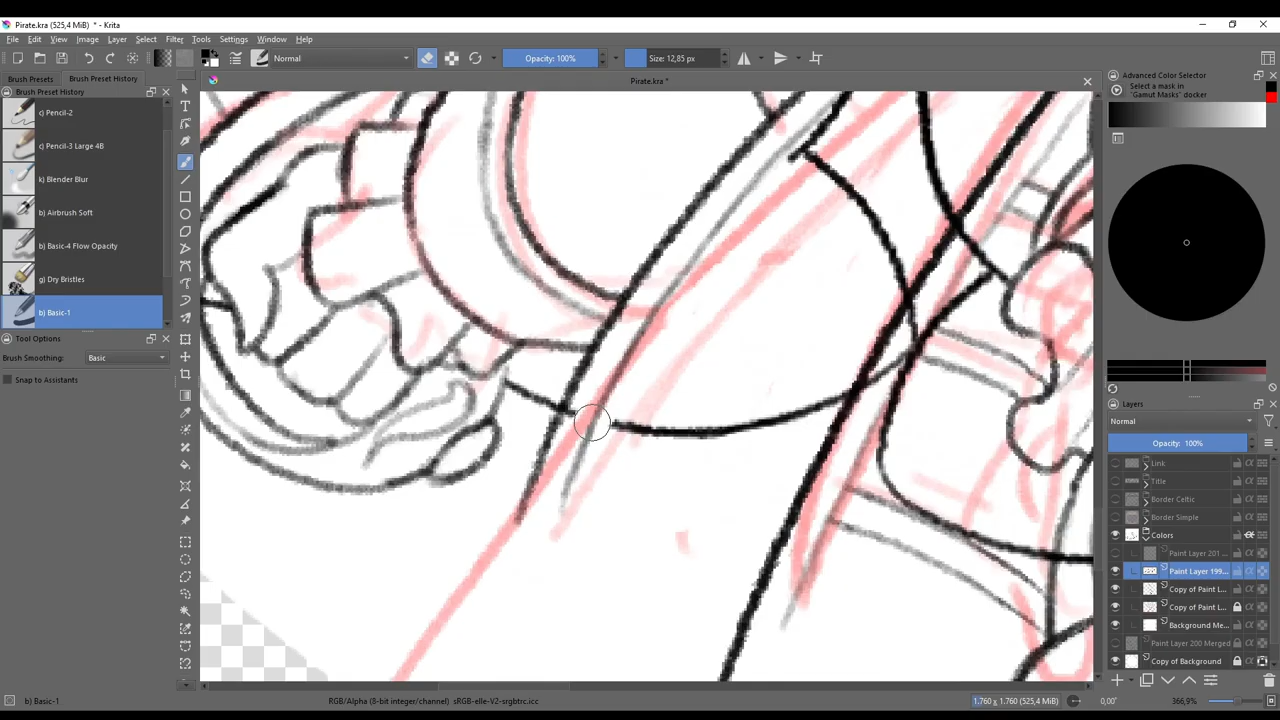 Pirate.kra (525,4 MiB) * - Krita
File Edit View Image Layer Select Filter Tools Settings Window Help
Normal Opacity: 100% Size: 12,85 px
Brush Presets Brush Preset History
Pirate.kra *
Advanced Color Selector
Brush Preset History
Select a mask in
"Gamut Masks" docker
c) Pencil-2
c) Pencil-3 Large 4B
k) Blender Blur
b) Airbrush Soft
b) Basic-4 Flow Opacity
g) Dry Bristles
b) Basic-1
Tool Options
Brush Smoothing: Basic
Snap to Assistants
Layers
Normal
Opacity: 100%
Link
Title
Border Celtic
Border Simple
Colors
Paint Layer 201 ...
Paint Layer 199...
Copy of Paint L...
Copy of Paint L...
Background Me...
Paint Layer 200 Merged
Copy of Background
b) Basic-1 RGB/Alpha (8-bit integer/channel) sRGB-elle-V2-srgbtrc.icc 1.760 x 1.760 (525,4 MiB) 0,00° 366,9%